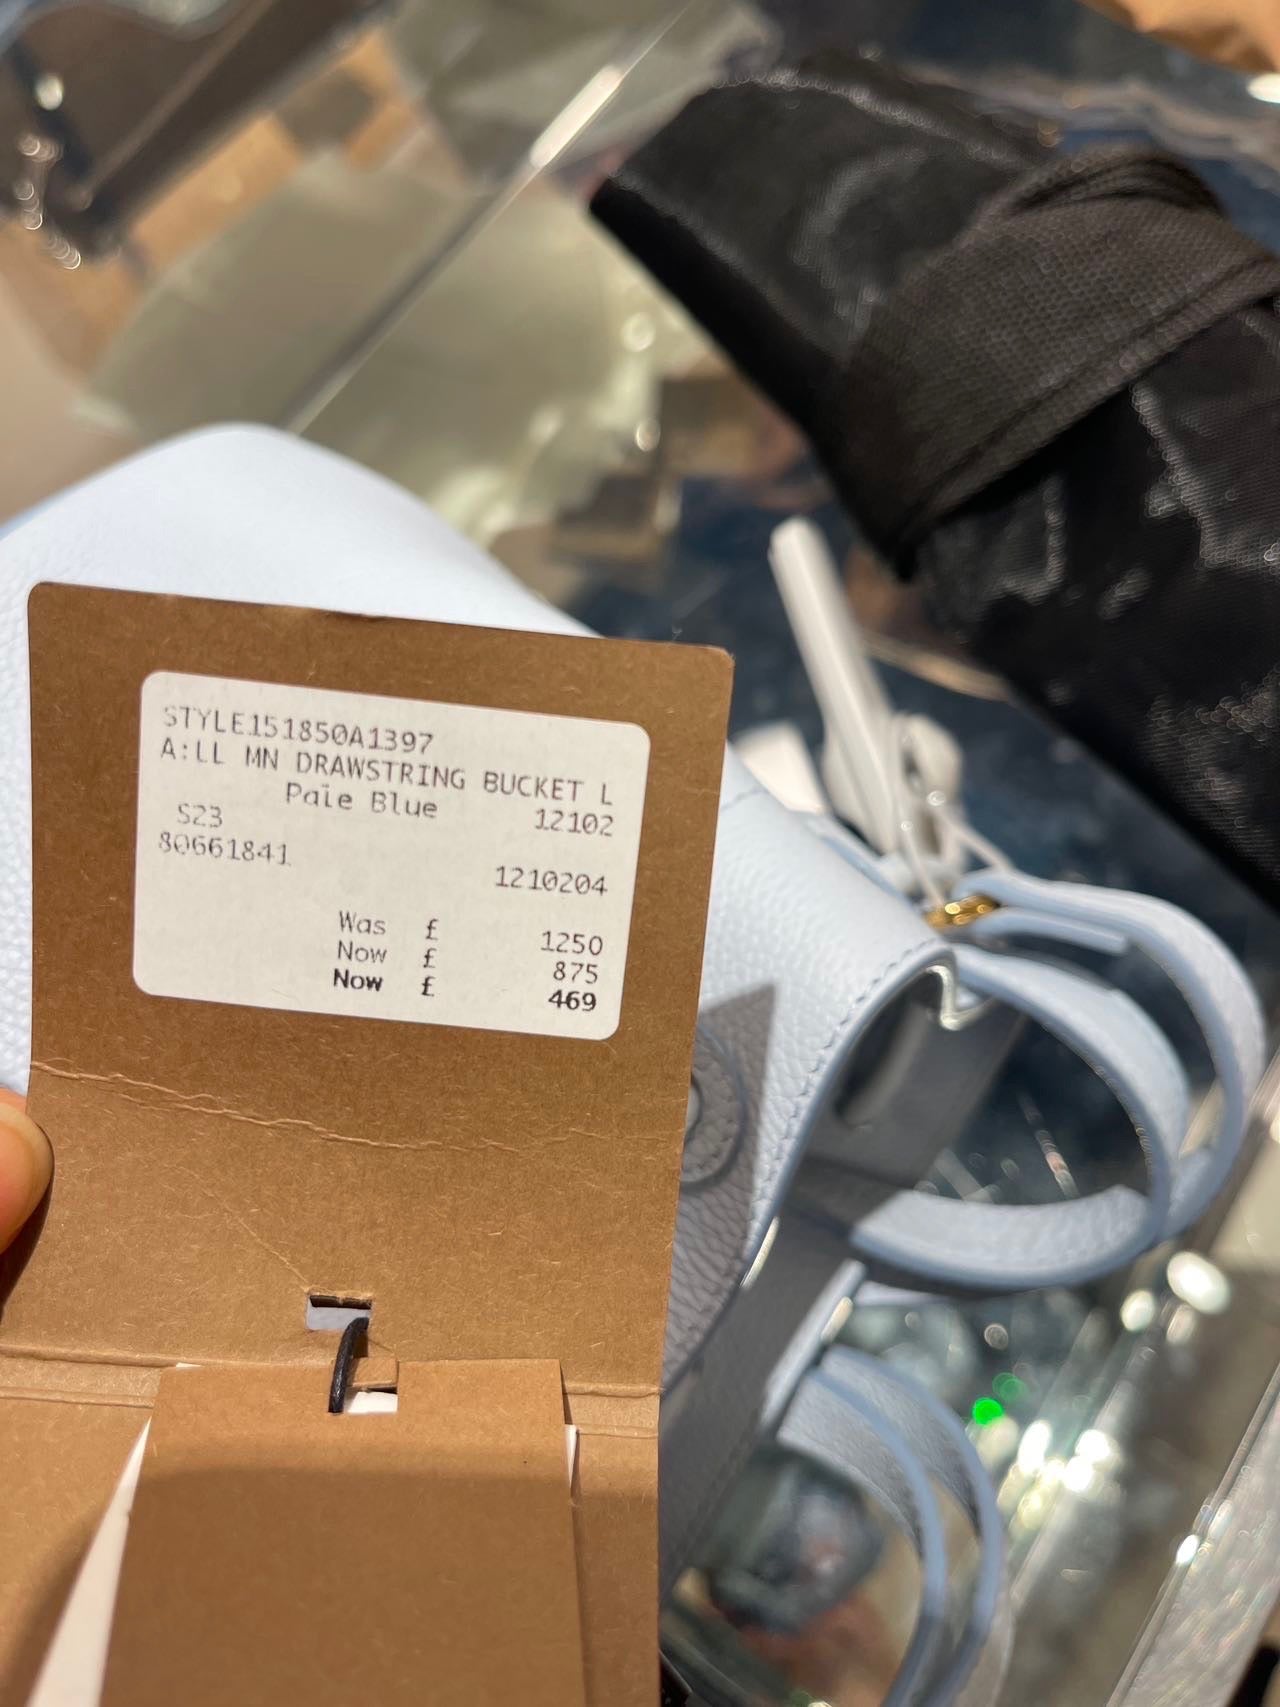 STYLE151850A1397
A:LL MN DRAWSTRING BUCKET L
Pale Blue 12102
S23
80661841
1210204
Was £ 1250
Now £ 875
Now £ 469